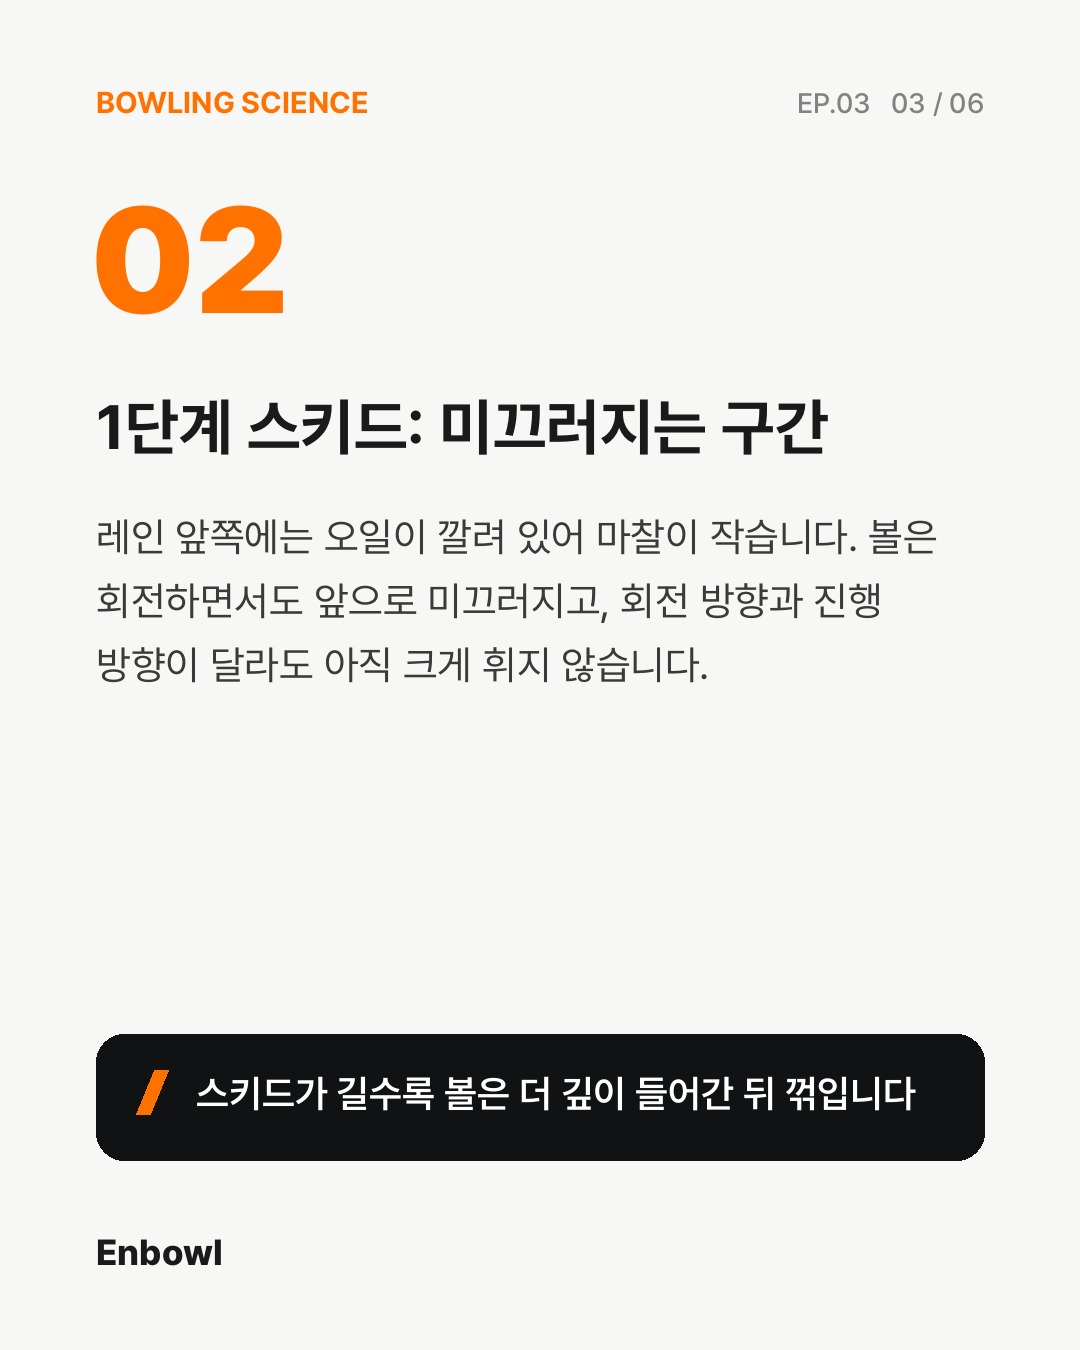 BOWLING SCIENCE
EP.03 03 / 06
02
1단계 스키드: 미끄러지는 구간
레인 앞쪽에는 오일이 깔려 있어 마찰이 작습니다. 볼은
회전하면서도 앞으로 미끄러지고, 회전 방향과 진행
방향이 달라도 아직 크게 휘지 않습니다.
스키드가 길수록 볼은 더 깊이 들어간 뒤 꺾입니다
Enbowl